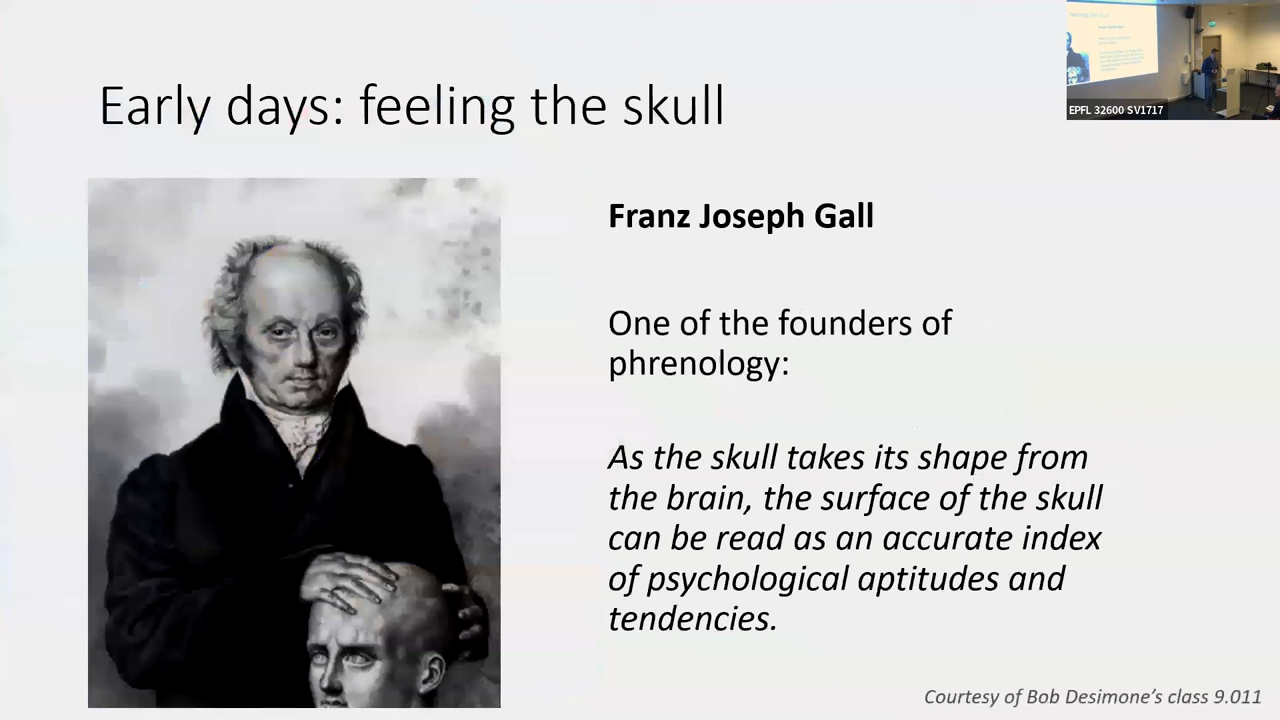 Early days: feeling the skull
EPFL 32600 SV1717
Franz Joseph Gall
One of the founders of
phrenology:
As the skull takes its shape from
the brain, the surface of the skull
can be read as an accurate index
of psychological aptitudes and
tendencies.
Courtesy of Bob Desimone's class 9.011